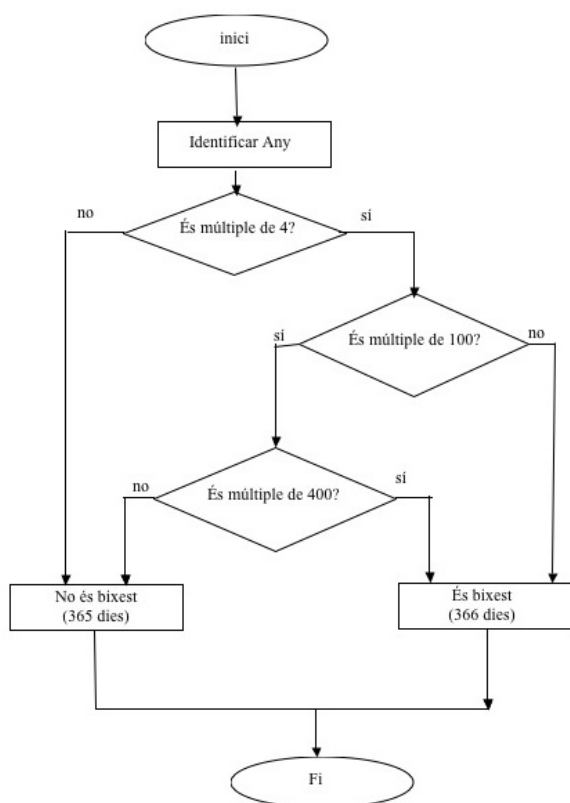 inici
Identificar Any
no
És múltiple de 4?
sí
sí
És múltiple de 100?
no
no
És múltiple de 400?
sí
No és bixest
(365 dies)
És bixest
(366 dies)
Fi